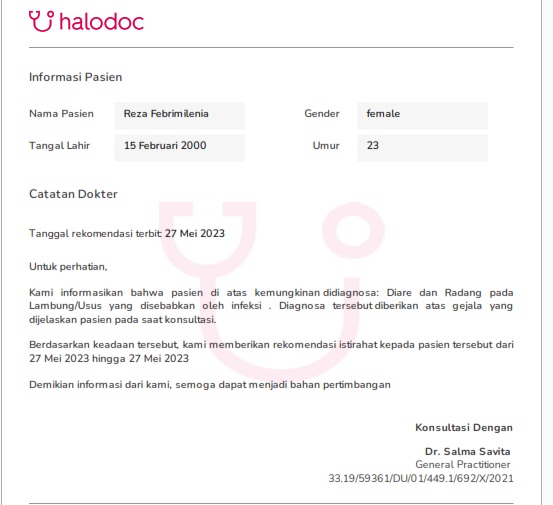 halodoc
Informasi Pasien
Nama Pasien Reza Febrimilenia Gender female
Tangal Lahir 15 Februari 2000 Umur 23
Catatan Dokter
Tanggal rekomendasi terbit: 27 Mei 2023
Untuk perhatian,
Kami informasikan bahwa pasien di atas kemungkinan didiagnosa: Diare dan Radang pada
Lambung/Usus yang disebabkan oleh infeksi . Diagnosa tersebut diberikan atas gejala yang
dijelaskan pasien pada saat konsultasi.
Berdasarkan keadaan tersebut, kami memberikan rekomendasi istirahat kepada pasien tersebut dari
27 Mei 2023 hingga 27 Mei 2023
Demikian informasi dari kami, semoga dapat menjadi bahan pertimbangan
Konsultasi Dengan
Dr. Salma Savita
General Practitioner
33.19/59361/DU/01/449.1/692/X/2021